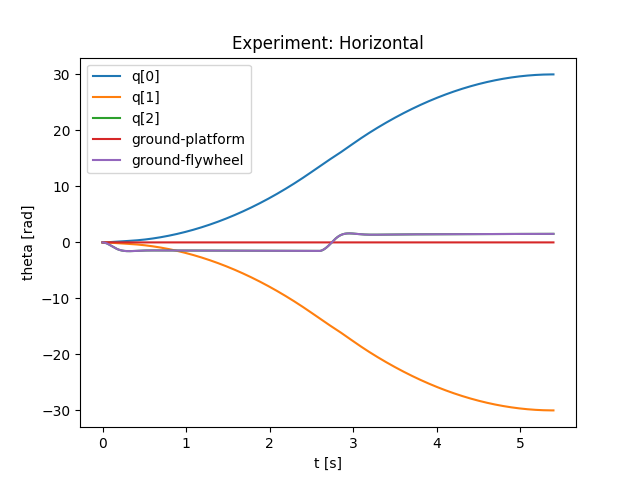 Experiment: Horizontal
q[0]
q[1]
q[2]
ground-platform
ground-flywheel
theta [rad]
30
20
10
0
−10
−20
−30
0 1 2 3 4 5
t [s]